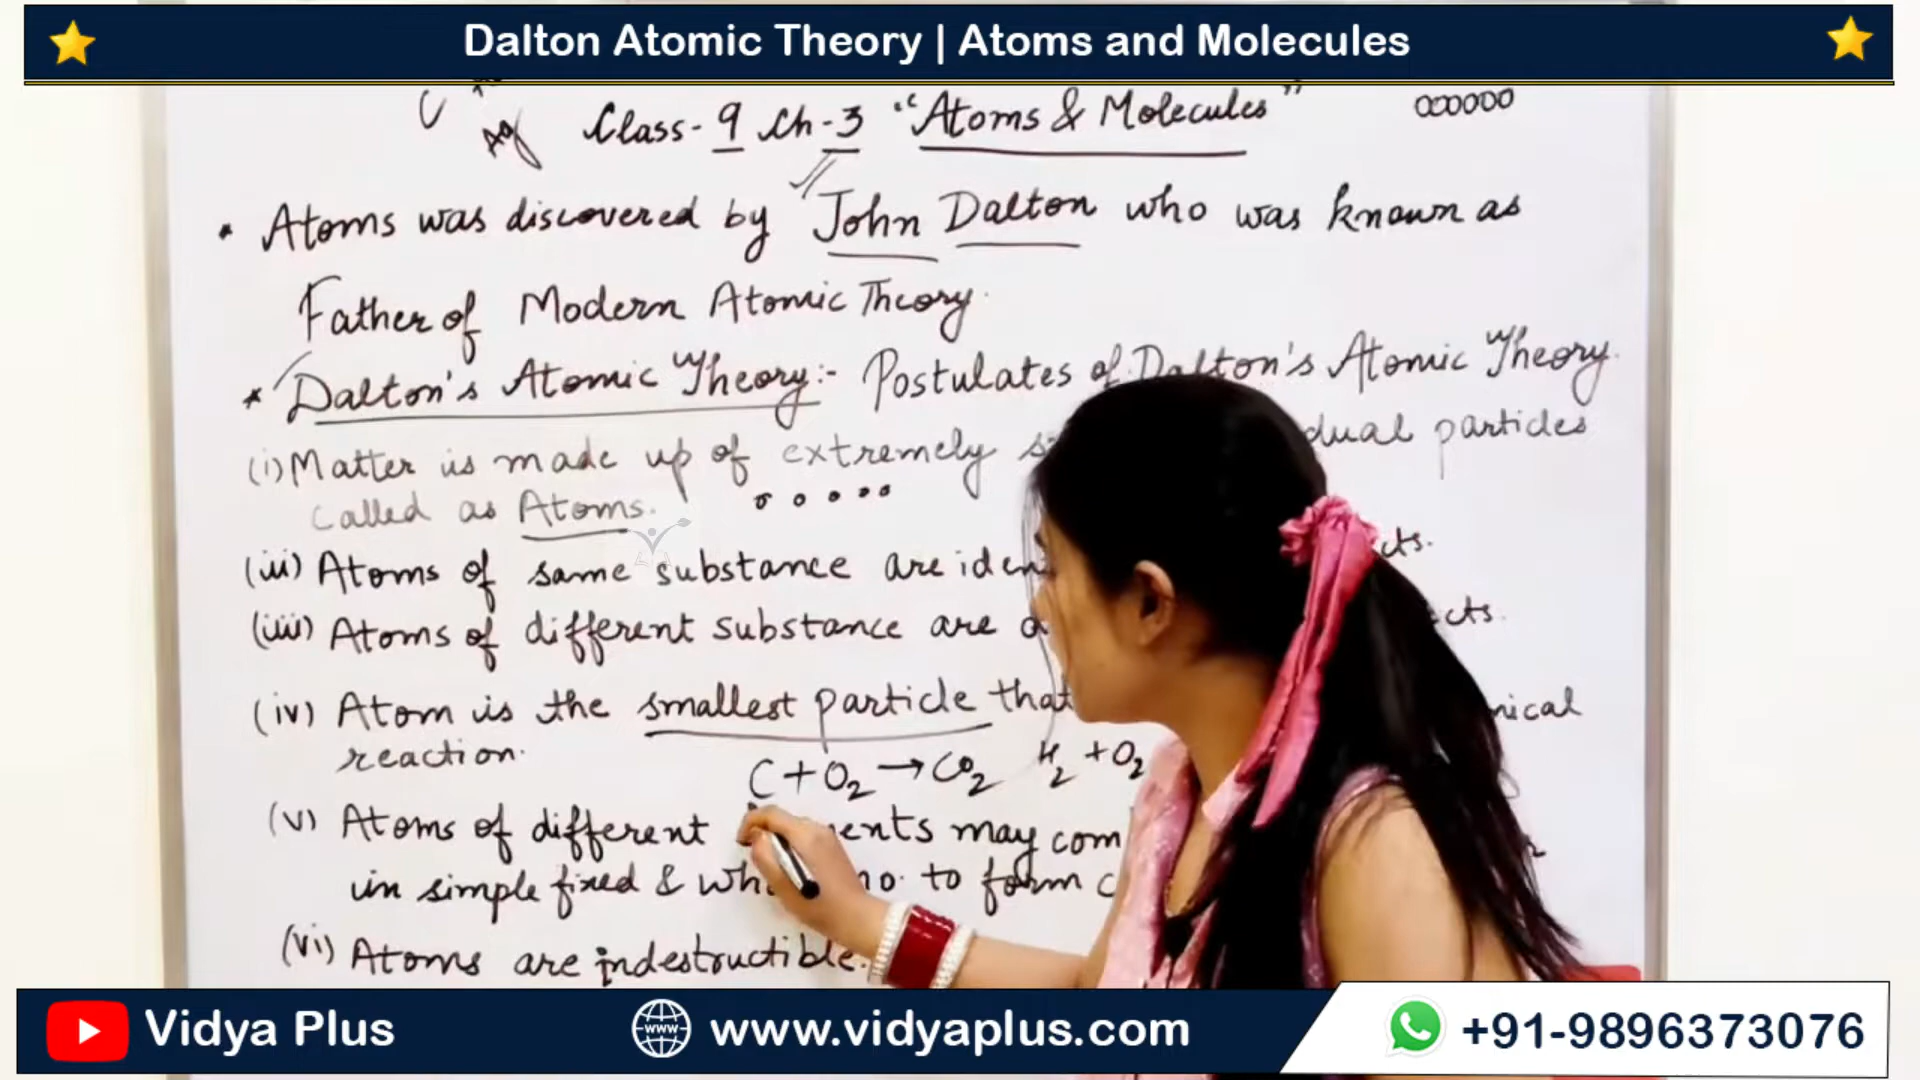 Dalton Atomic Theory | Atoms and Molecules
Ag Class-9 Ch-3 "Atoms & Molecules"
Atoms was discovered by John Dalton who was known as
Father of Modern Atomic Theory.
* Dalton's Atomic Theory:- Postulates of Dalton's Atomic Theory.
(i) Matter is made up of extremely particles
called as Atoms.
(ii) Atoms of same substance are
(iii) Atoms of different substance are
(iv) Atom is the smallest particle that
reaction.
C + O2 → CO2 H2 + O2
(v) Atoms of different may
in simple fixed & no. to form
(vi) Atoms are indestructible.
Vidya Plus www.vidyaplus.com +91-9896373076